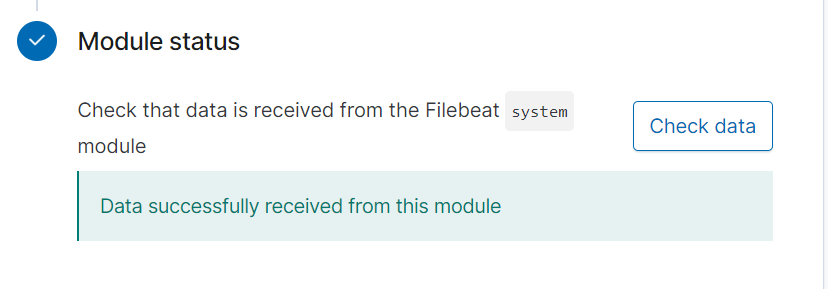 Module status
Check that data is received from the Filebeat system
module
Check data
Data successfully received from this module